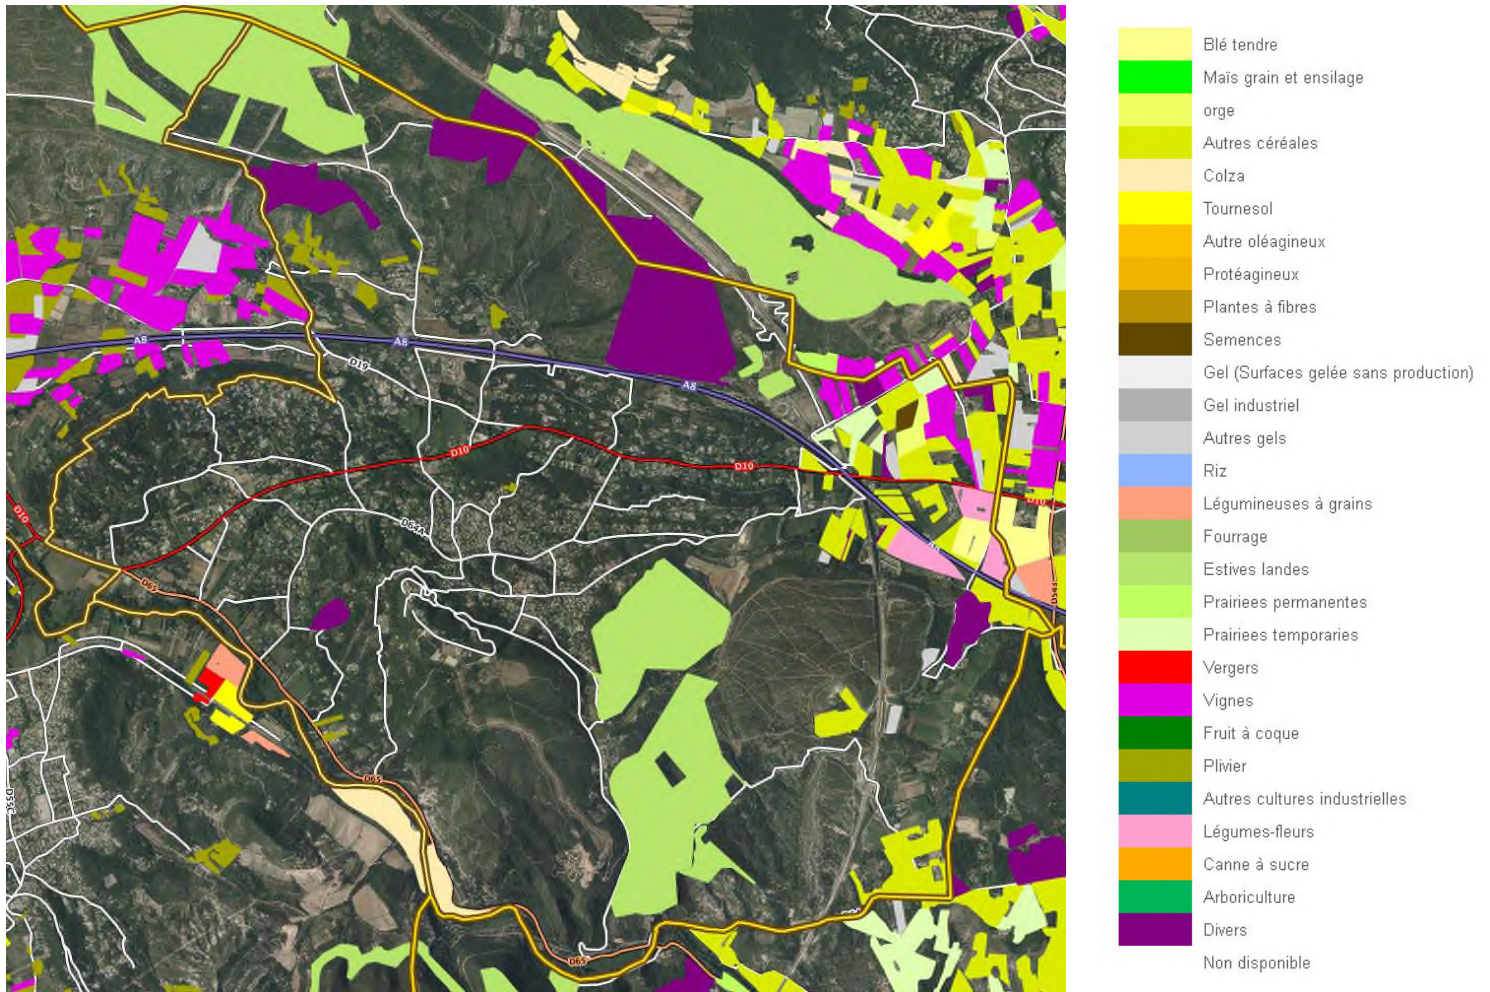 A8
A8
D10
A8
D10
D10
D10
D10
D64A
A8
D65
D543
D55C
D65
D65
Blé tendre
Maïs grain et ensilage
orge
Autres céréales
Colza
Tournesol
Autre oléagineux
Protéagineux
Plantes à fibres
Semences
Gel (Surfaces gelée sans production)
Gel industriel
Autres gels
Riz
Légumineuses à grains
Fourrage
Estives landes
Prairiees permanentes
Prairiees temporaries
Vergers
Vignes
Fruit à coque
Plivier
Autres cultures industrielles
Légumes-fleurs
Canne à sucre
Arboriculture
Divers
Non disponible